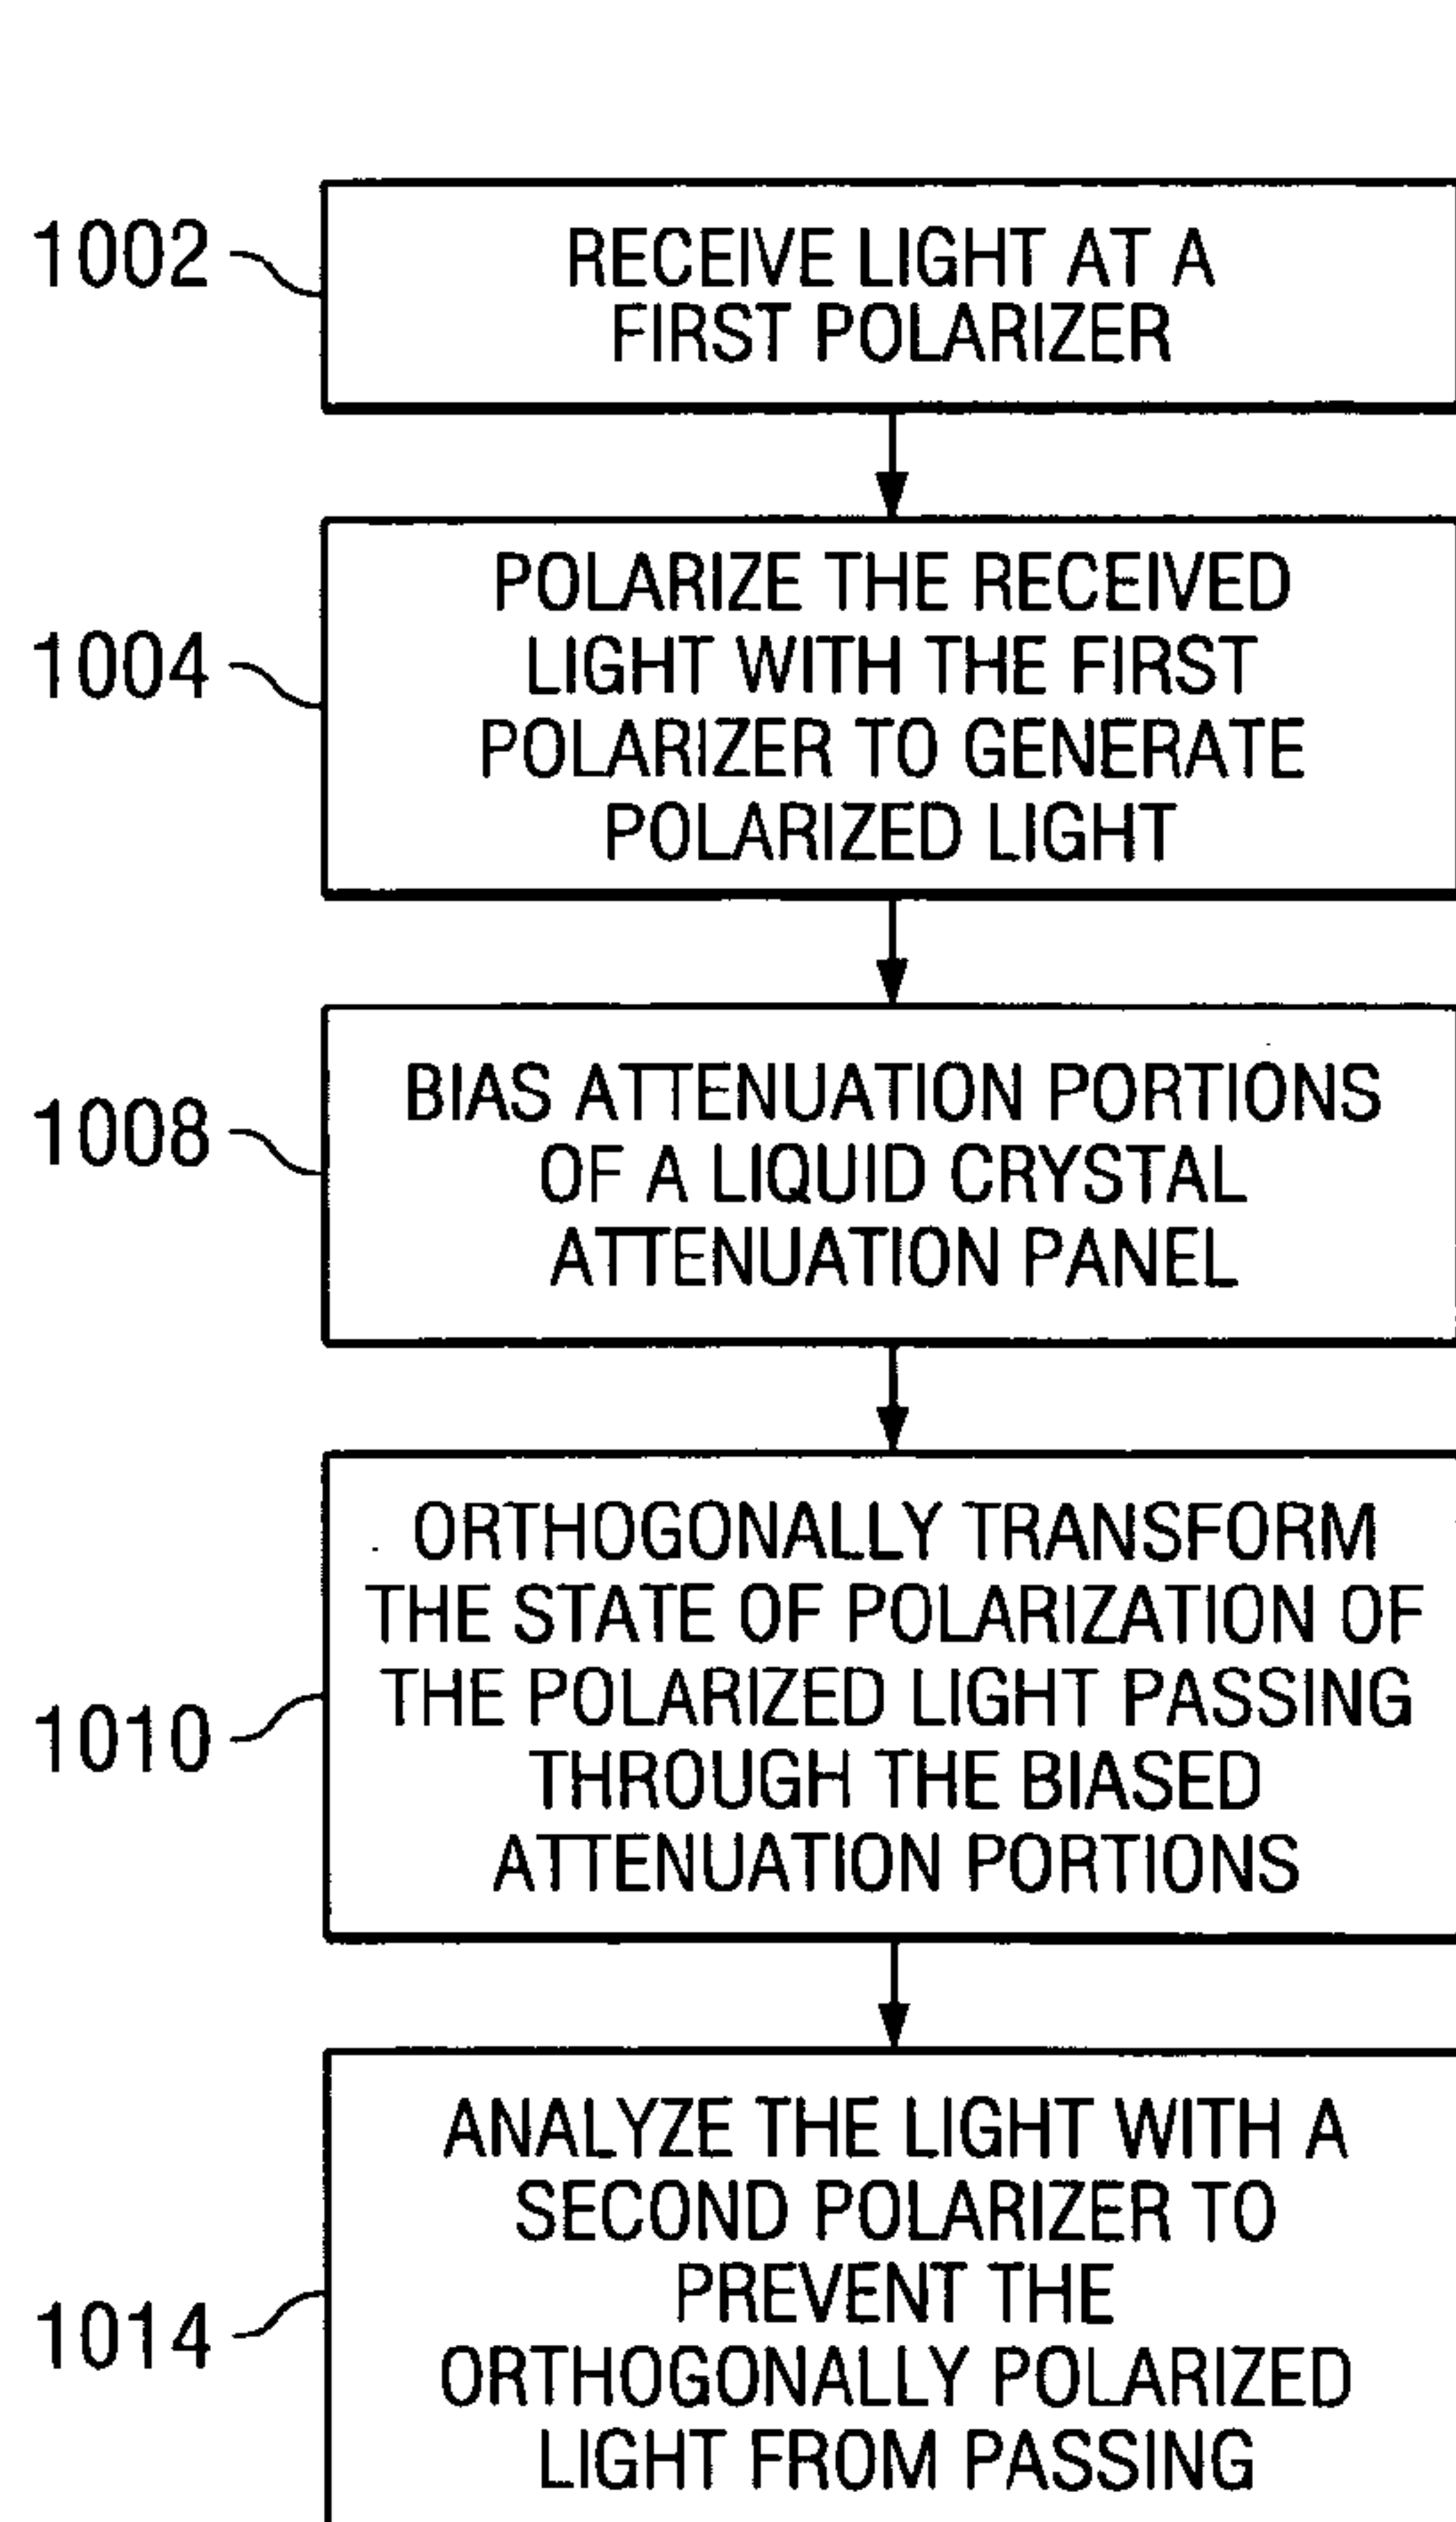 1002
RECEIVE LIGHT AT A
FIRST POLARIZER
1004
POLARIZE THE RECEIVED
LIGHT WITH THE FIRST
POLARIZER TO GENERATE
POLARIZED LIGHT
1008
BIAS ATTENUATION PORTIONS
OF A LIQUID CRYSTAL
ATTENUATION PANEL
1010
ORTHOGONALLY TRANSFORM
THE STATE OF POLARIZATION OF
THE POLARIZED LIGHT PASSING
THROUGH THE BIASED
ATTENUATION PORTIONS
1014
ANALYZE THE LIGHT WITH A
SECOND POLARIZER TO
PREVENT THE
ORTHOGONALLY POLARIZED
LIGHT FROM PASSING